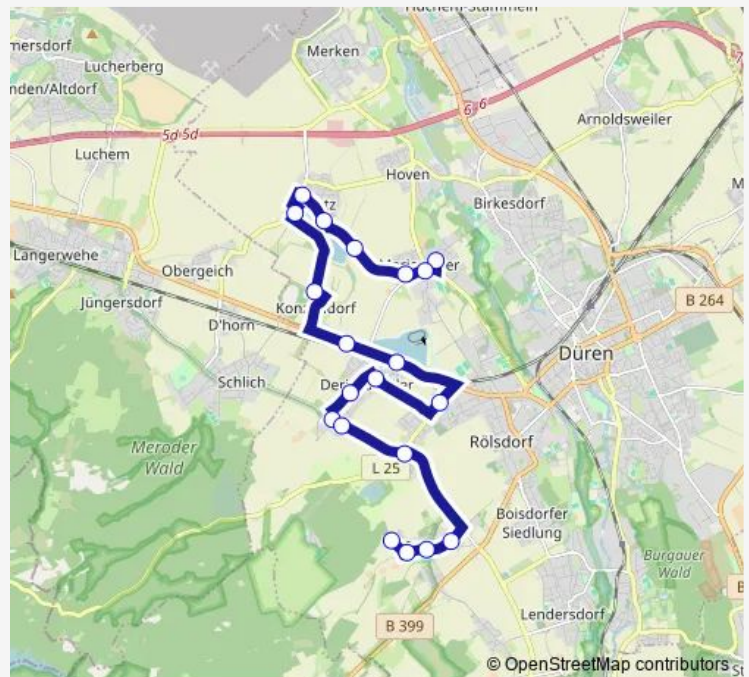 Merken
mersdorf
Lucherberg
nden/Altdorf
6 6
Arnoldsweiler
5d 5d
Luchem
Hoven
Birkesdorf
Langerwehe
Obergeich
B 264
Jüngersdorf
D'horn
Düren
Schlich
Rölsdorf
Meroder
Wald
L 25
Boisdorfer
Siedlung
Burgauer
Wald
B
B 399
Lendersdorf
© OpenStreetMap contributors